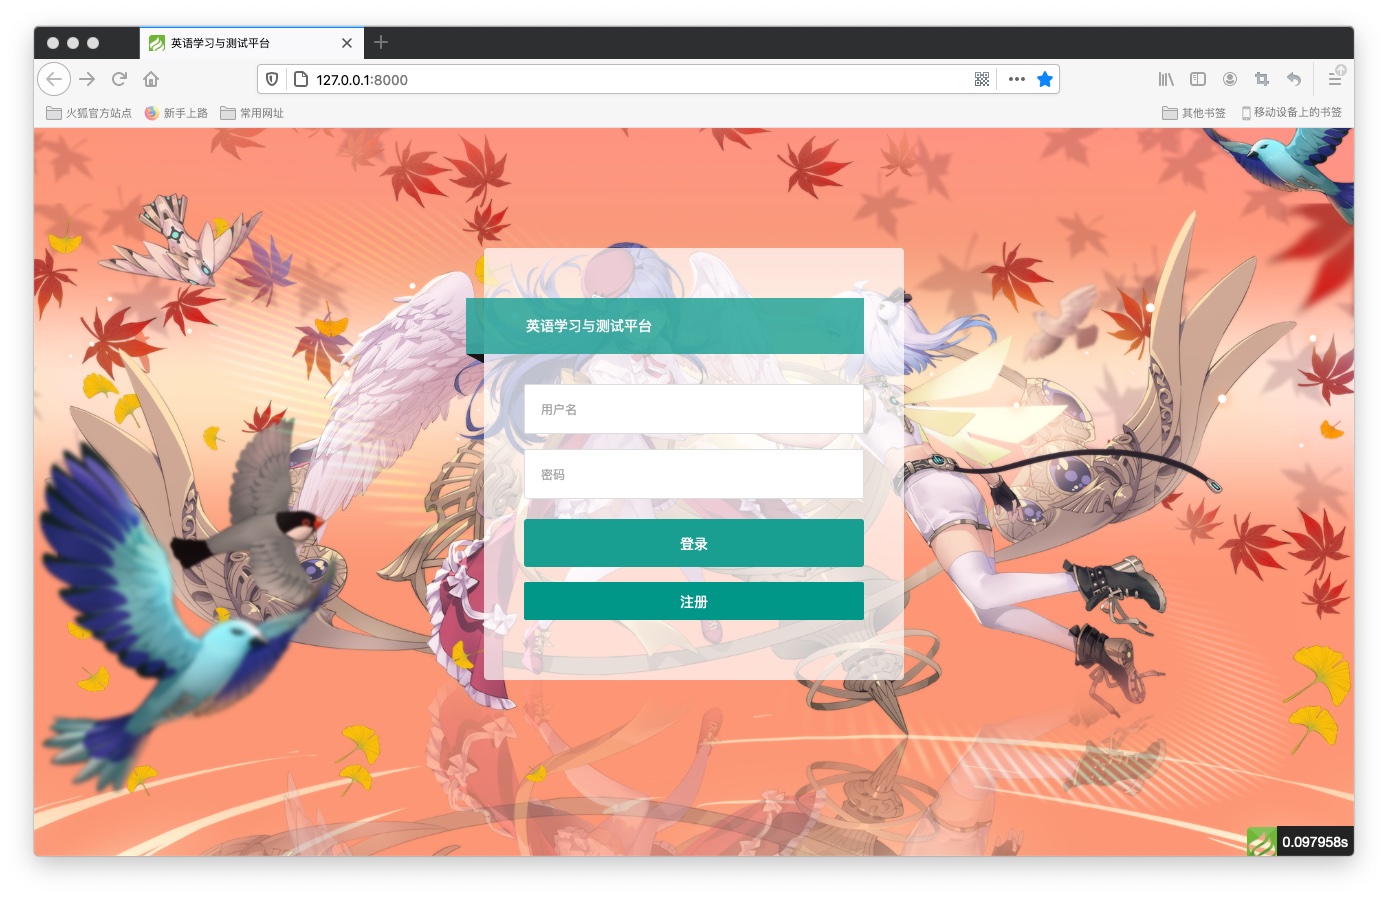 英语学习与测试平台
127.0.0.1:8000
火狐官方站点 新手上路 常用网址 其他书签 移动设备上的书签
英语学习与测试平台
用户名
密码
登录
注册
0.097958s